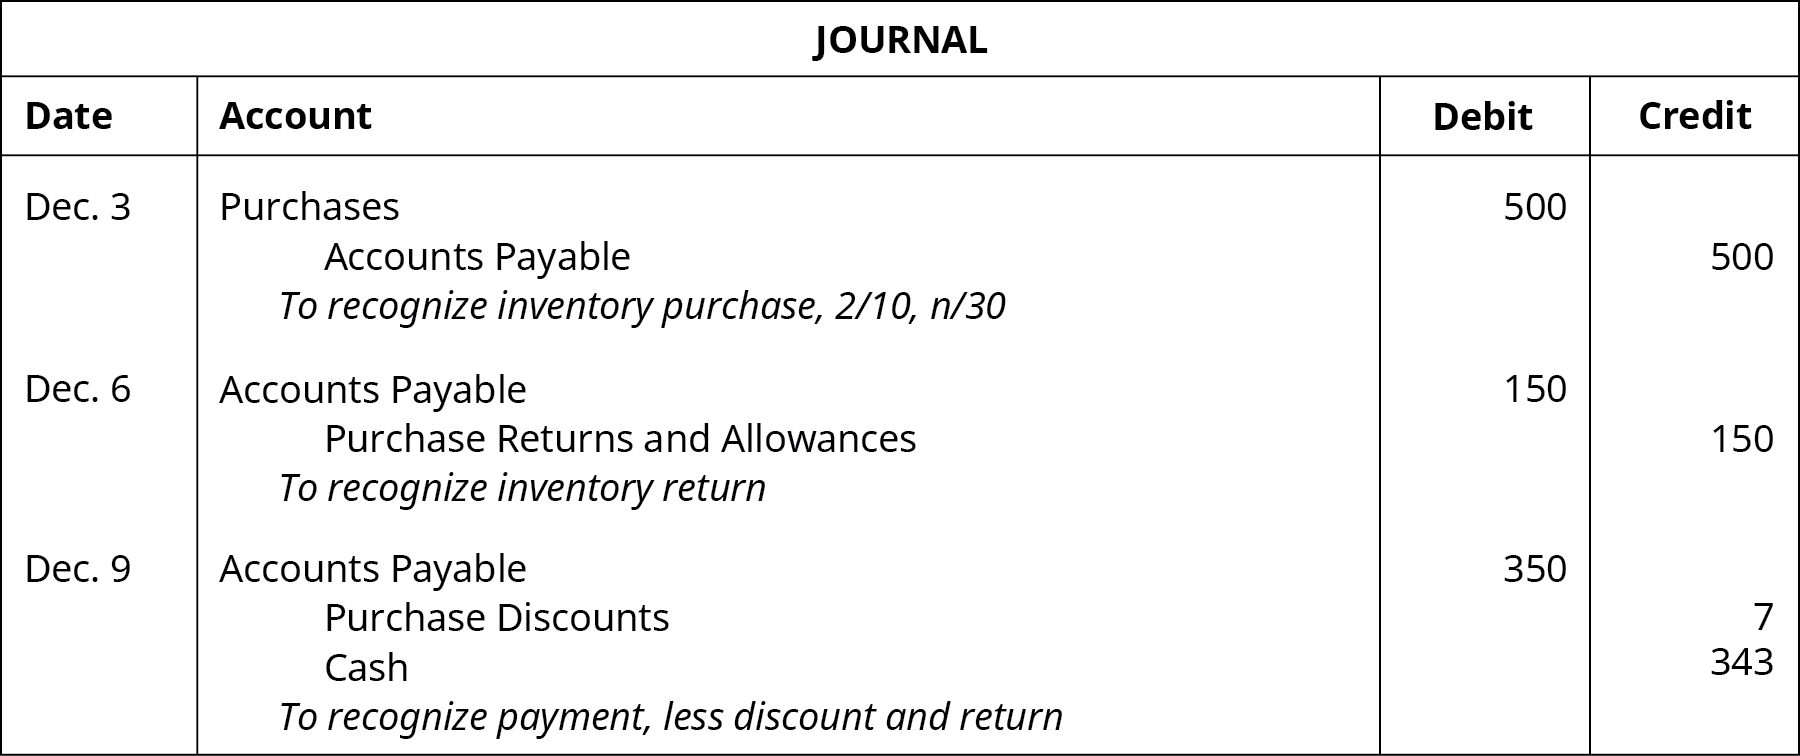 JOURNAL
Date Account Debit Credit
Dec. 3 Purchases 500
Accounts Payable 500
To recognize inventory purchase, 2/10, n/30
Dec. 6 Accounts Payable 150
Purchase Returns and Allowances 150
To recognize inventory return
Dec. 9 Accounts Payable 350
Purchase Discounts 7
Cash 343
To recognize payment, less discount and return